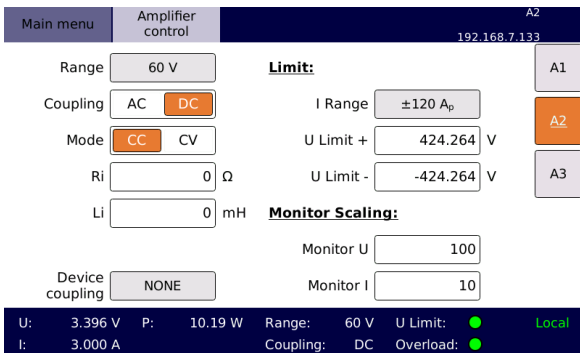 Main menu
Amplifier
control
A2
192.168.7.133
Range 60 V
Limit:
A1
Coupling AC DC
I Range ±120 Aₚ
A2
Mode CC CV
U Limit + 424.264 V
Ri 0 Ω
U Limit - -424.264 V
A3
Li 0 mH
Monitor Scaling:
Monitor U 100
Device
coupling
NONE
Monitor I 10
U: 3.396 V P: 10.19 W Range: 60 V U Limit: Local
I: 3.000 A Coupling: DC Overload: